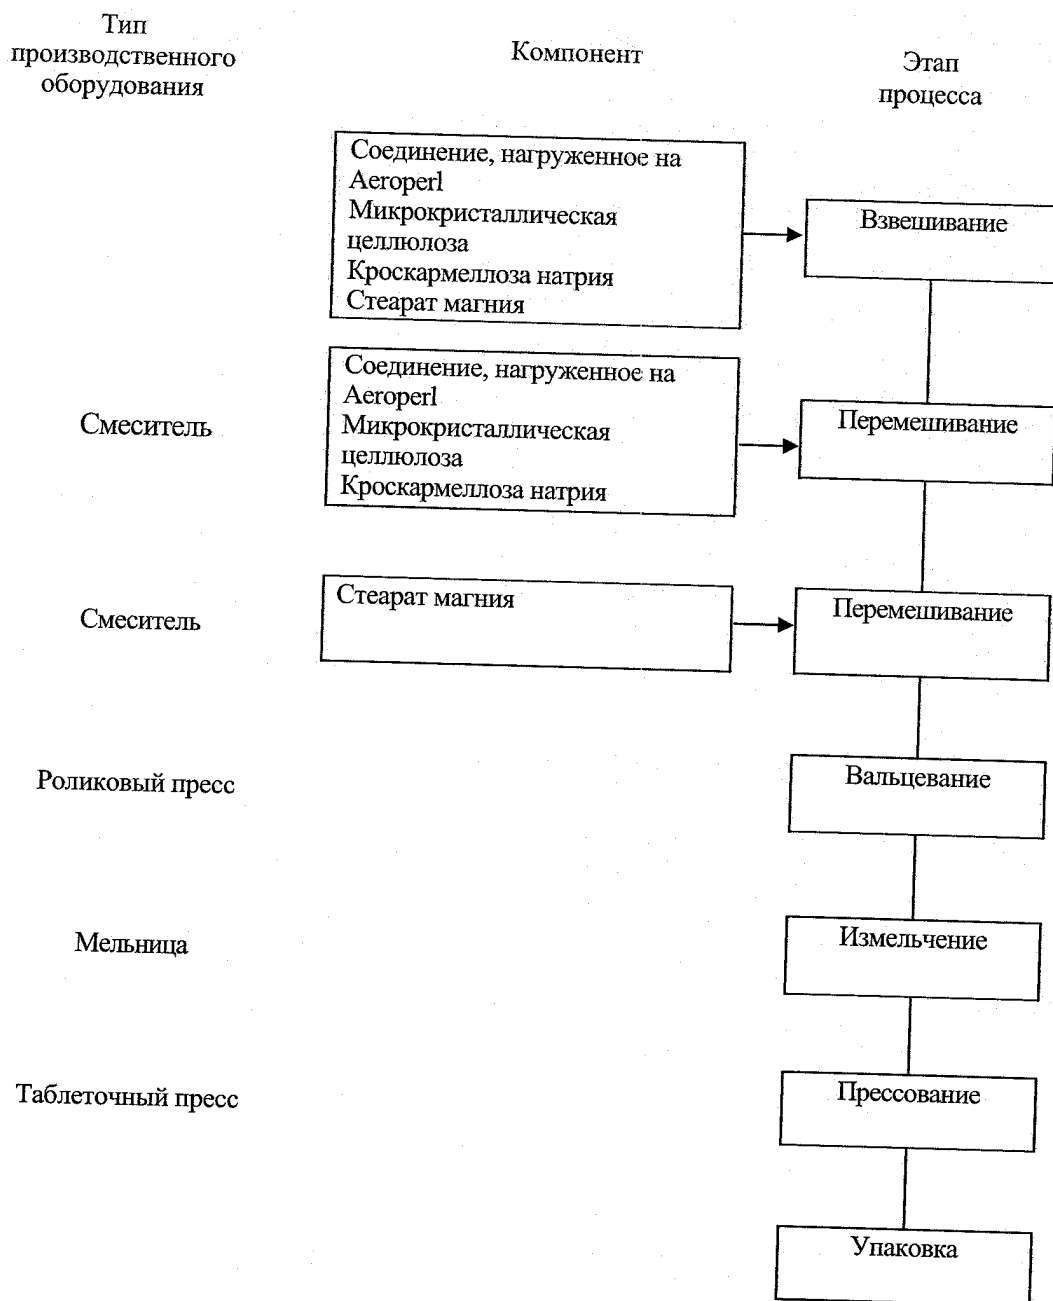 Тип
производственного
оборудования
Компонент
Этап
процесса
Соединение, нагруженное на
Aeroperl
Микрокристаллическая
целлюлоза
Кроскармеллоза натрия
Стеарат магния
Взвешивание
Смеситель
Соединение, нагруженное на
Aeroperl
Микрокристаллическая
целлюлоза
Кроскармеллоза натрия
Перемешивание
Смеситель
Стеарат магния
Перемешивание
Роликовый пресс
Вальцевание
Мельница
Измельчение
Таблеточный пресс
Прессование
Упаковка